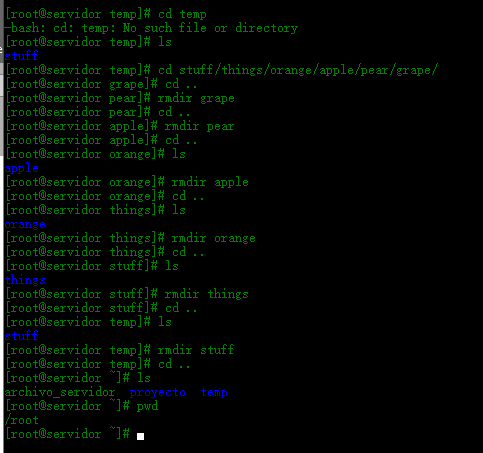 [root@servidor temp]# cd temp
-bash: cd: temp: No such file or directory
[root@servidor temp]# ls
stuff
[root@servidor temp]# cd stuff/things/orange/apple/pear/grape/
[root@servidor grape]# cd ..
[root@servidor pear]# rmdir grape
[root@servidor pear]# cd ..
[root@servidor apple]# rmdir pear
[root@servidor apple]# cd ..
[root@servidor orange]# ls
apple
[root@servidor orange]# rmdir apple
[root@servidor orange]# cd ..
[root@servidor things]# ls
orange
[root@servidor things]# rmdir orange
[root@servidor things]# cd ..
[root@servidor stuff]# ls
things
[root@servidor stuff]# rmdir things
[root@servidor stuff]# cd ..
[root@servidor temp]# ls
stuff
[root@servidor temp]# rmdir stuff
[root@servidor temp]# cd ..
[root@servidor ~]# ls
archivo_servidor  proyecto  temp
[root@servidor ~]# pwd
/root
[root@servidor ~]#